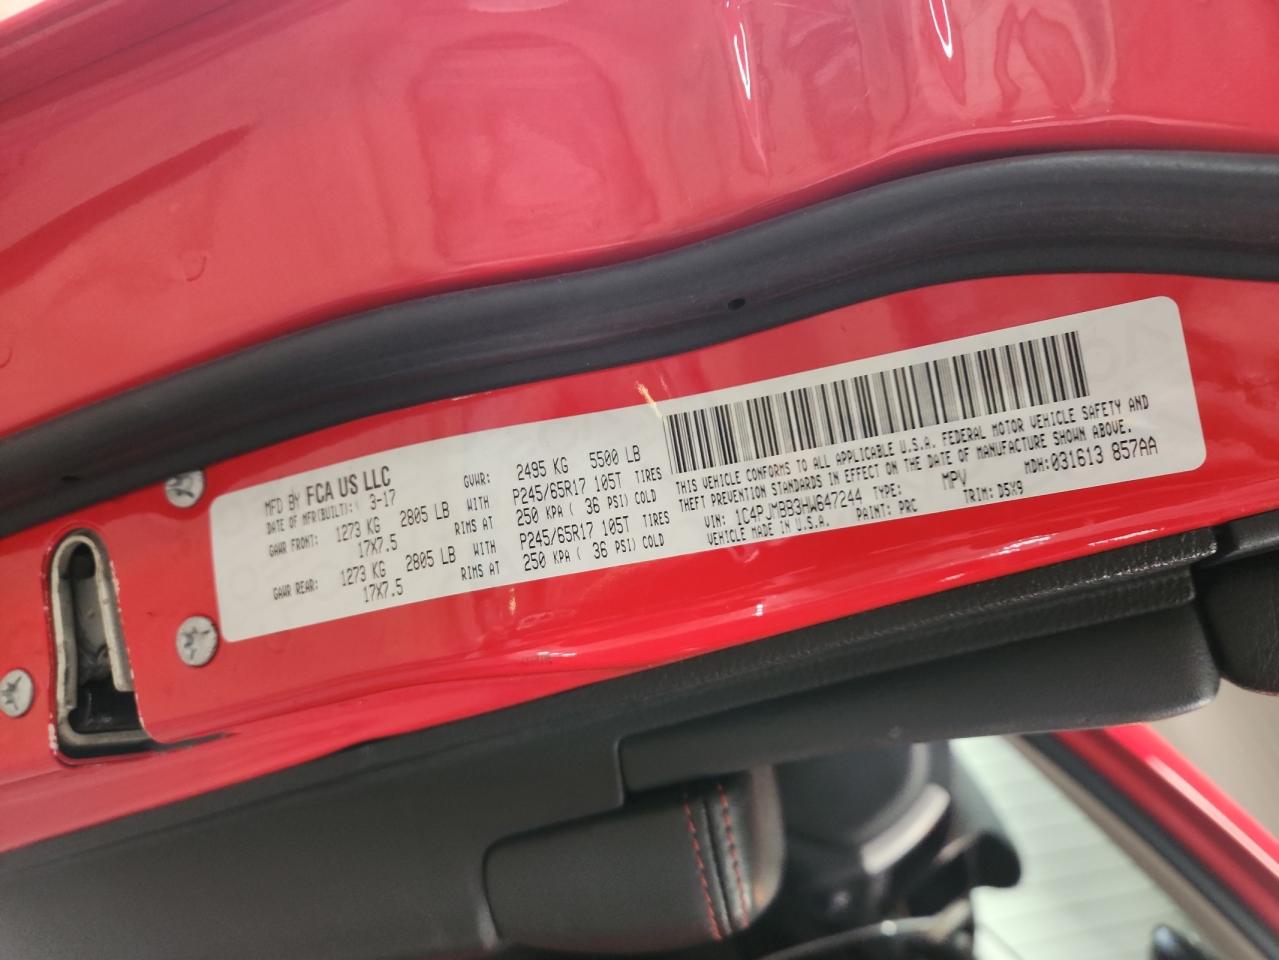 MFD BY FCA US LLC
DATE OF MFR(BUILT): ( 3-17 GVWR: 2495 KG 5500 LB
GAWR FRONT: 1273 KG 2805 LB WITH P245/65R17 105T TIRES
17X7.5 RIMS AT 250 KPA ( 36 PSI) COLD
GAWR REAR: 1273 KG 2805 LB WITH P245/65R17 105T TIRES
17X7.5 RIMS AT 250 KPA ( 36 PSI) COLD
THIS VEHICLE CONFORMS TO ALL APPLICABLE U.S.A. FEDERAL MOTOR VEHICLE SAFETY AND
THEFT PREVENTION STANDARDS IN EFFECT ON THE DATE OF MANUFACTURE SHOWN ABOVE.
VIN: 1C4PJMBB3HW647244 TYPE: MPV MDH:031613 857AA
VEHICLE MADE IN U.S.A. PAINT: PRC TRIM: D5X9